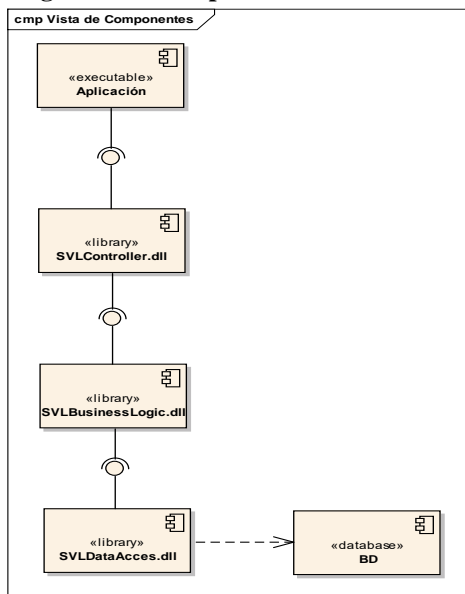 cmp Vista de Componentes
«executable»
Aplicación
«library»
SVLController.dll
«library»
SVLBusinessLogic.dll
«library»
SVLDataAcces.dll
«database»
BD